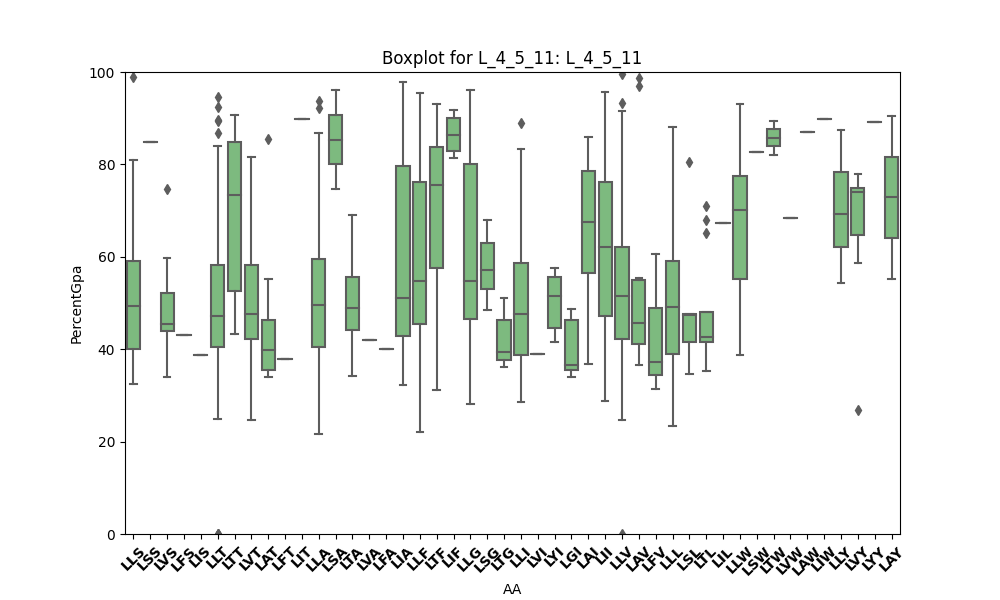 Boxplot for L_4_5_11: L_4_5_11
PercentGpa
100
80
60
40
20
0
LLS LSS LVS LFS LIS LLT LTT LVT LAT LFT LIT LLA LSA LTA LVA LFA LIA LLF LTF LIF LLG LSG LTG LLI LVI LYI LGI LAI LII LLV LAV LFV LLL LSL LTL LIL LLW LSW LTW LVW LAW LIW LLY LVY LYY LAY
AA